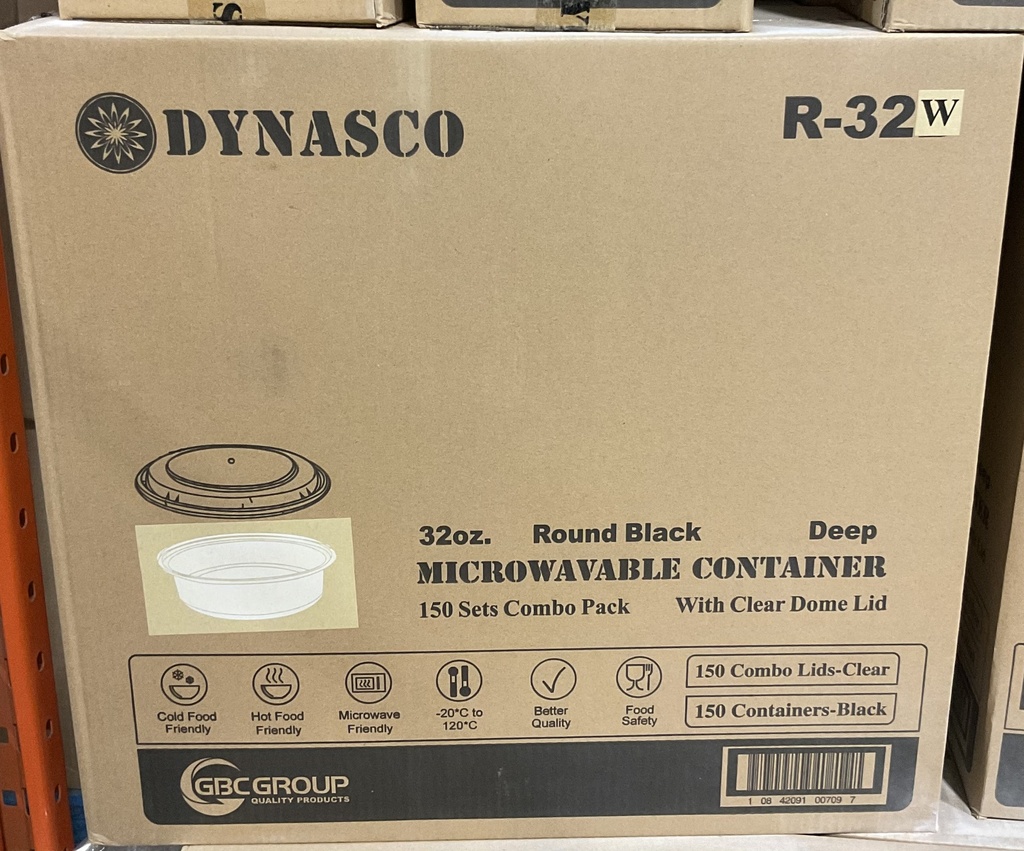 DYNASCO
R-32W
32oz. Round Black Deep
MICROWAVABLE CONTAINER
150 Sets Combo Pack With Clear Dome Lid
Cold Food
Friendly
Hot Food
Friendly
Microwave
Friendly
-20°C to
120°C
Better
Quality
Food
Safety
150 Combo Lids-Clear
150 Containers-Black
GBC GROUP
QUALITY PRODUCTS
1 08 42091 00709 7